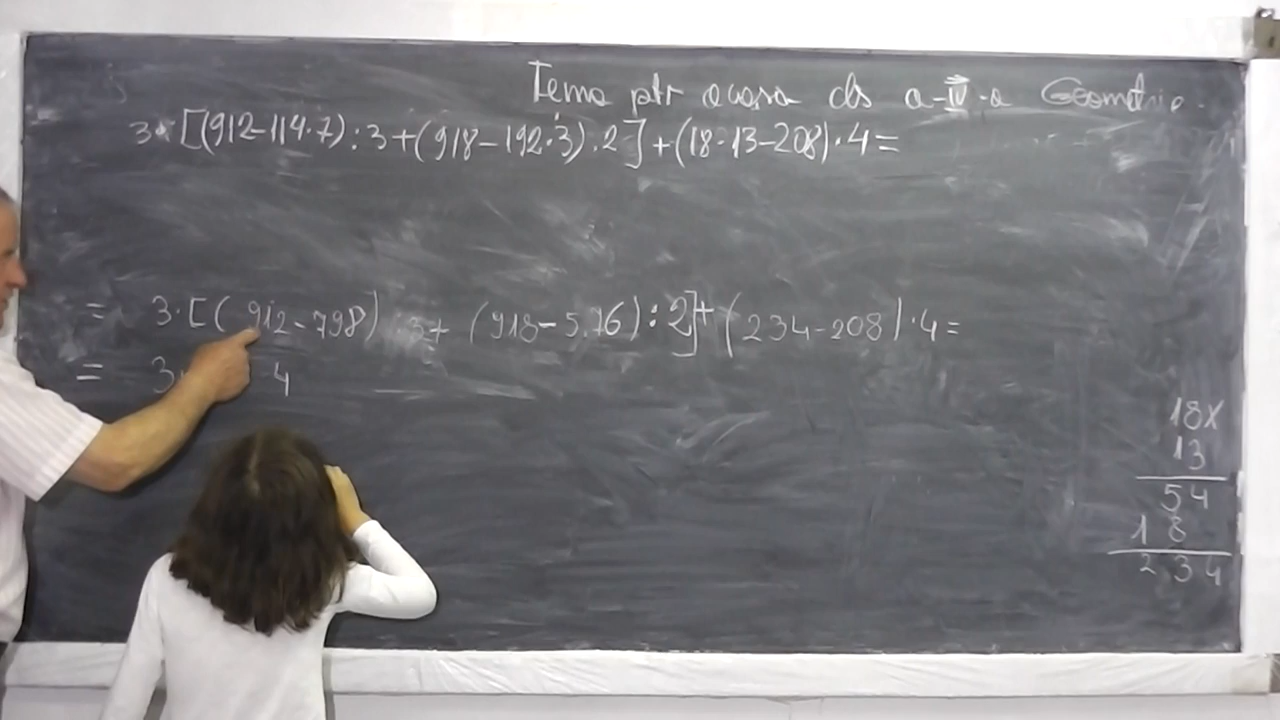 Tema ptr acasa cls a-IV-a Geometrie.
3·[(912-114·7):3+(918-192·3):2]+(18·13-208)·4=
= 3·[(912-798):3+(918-576):2]+(234-208)·4=
= 3· 4
18x
13
54
18
234